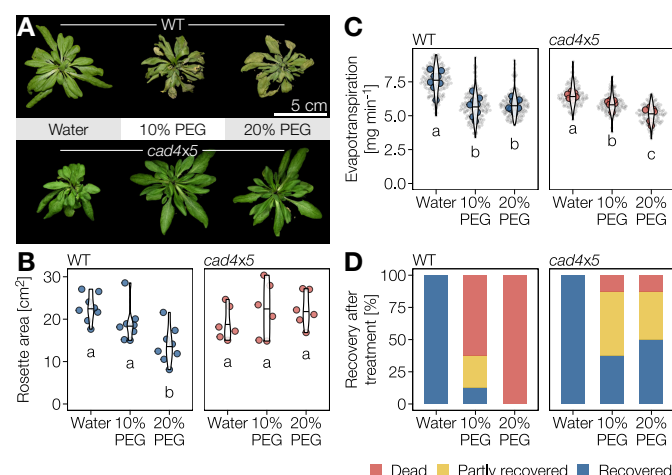 A
WT
5 cm
Water 10% PEG 20% PEG
cad4x5
B
WT
cad4x5
Rosette area [cm²]
30
20
10
0
a a b
a a a
Water 10% PEG 20% PEG
Water 10% PEG 20% PEG
C
WT
cad4x5
Evapotranspiration
[mg min⁻¹]
7.5
5.0
2.5
0.0
a b b
a b c
Water 10% PEG 20% PEG
Water 10% PEG 20% PEG
D
WT
cad4x5
Recovery after
treatment [%]
100
75
50
25
0
Water 10% PEG 20% PEG
Water 10% PEG 20% PEG
Dead Partly recovered Recovered